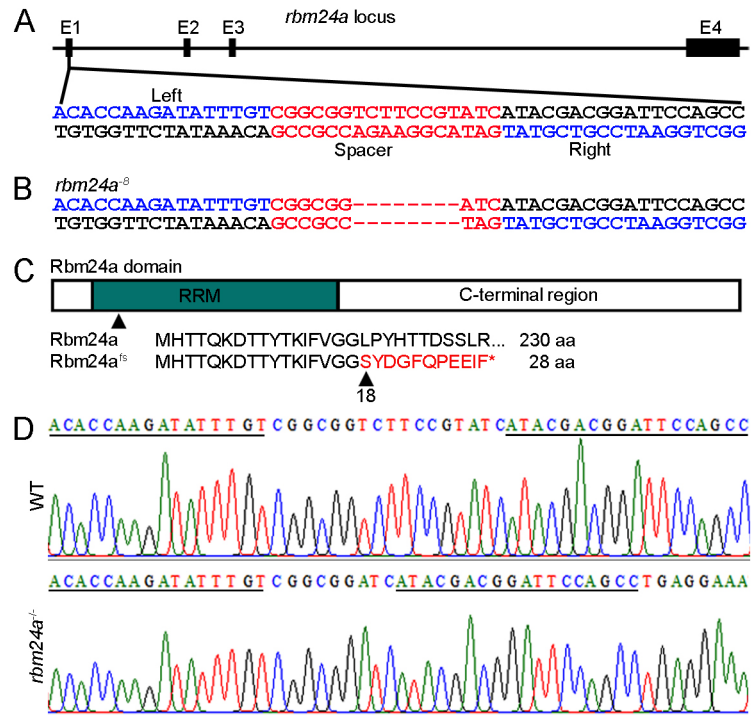 A
rbm24a locus
E1 E2 E3 E4
Left
ACACCAAGATATTTGTCGGCGGTCTTCCGTATCATACGACGGATTCCAGCC
TGTGGTTCTATAAACAGCCGCCAGAAGGCATAGTATGCTGCCTAAGGTCGG
Spacer Right
B
rbm24a-8
ACACCAAGATATTTGTCGGCGG--------ATCATACGACGGATTCCAGCC
TGTGGTTCTATAAACAGCCGCC--------TAGTATGCTGCCTAAGGTCGG
C
Rbm24a domain
RRM C-terminal region
Rbm24a MHTTQKDTTYTKIFVGGLPYHTTDSSLR... 230 aa
Rbm24afs MHTTQKDTTYTKIFVGGSYDGFQPEEIF* 28 aa
18
D
ACACCAAGATATTTGTCGGCGGTCTTCCGTATCATACGACGGATTCCAGCC
WT
ACACCAAGATATTTGTCGGCGGATCATACGACGGATTCCAGCCTGAGGAAA
rbm24a-/-